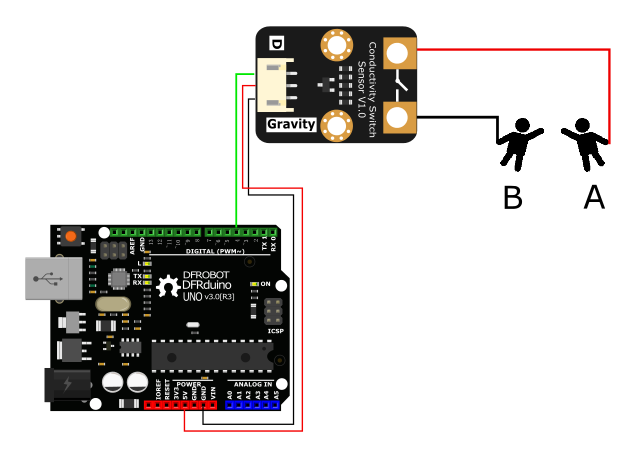 D
Conductivity Switch
Sensor V1.0
Gravity
B
A
AREF
GND
13
12
~11
~10
~9
8
7
~6
~5
4
~3
2
TX 1
RX 0
DIGITAL (PWM~)
L
TX
RX
DFROBOT
DFRduino
UNO v3.0[R3]
ON
ICSP
POWER
ANALOG IN
IOREF
RESET
3V3
5V
GND
GND
VIN
A0
A1
A2
A3
A4
A5